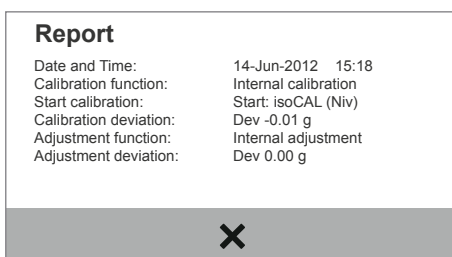 Report
Date and Time: 14-Jun-2012 15:18
Calibration function: Internal calibration
Start calibration: Start: isoCAL (Niv)
Calibration deviation: Dev -0.01 g
Adjustment function: Internal adjustment
Adjustment deviation: Dev 0.00 g